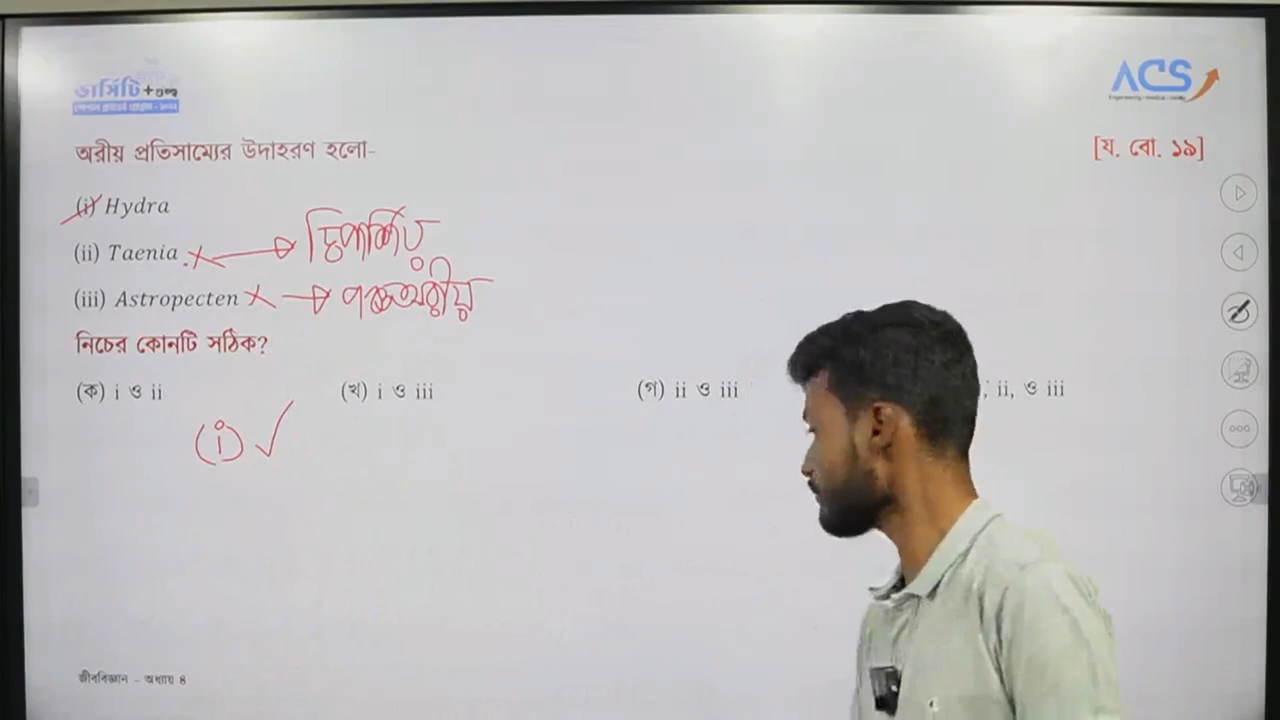 ভার্সিটি + গুচ্ছ
ACS
অরীয় প্রতিসাম্যের উদাহরণ হলো- [য. বো. ১৯]
(i) Hydra
(ii) Taenia → দ্বিপার্শ্বিয়
(iii) Astropecten → পঞ্চঅরীয়
নিচের কোনটি সঠিক?
(ক) i ও ii (খ) i ও iii (গ) ii ও iii ii, ও iii
(i) ✓
জীববিজ্ঞান – অধ্যায় ৪